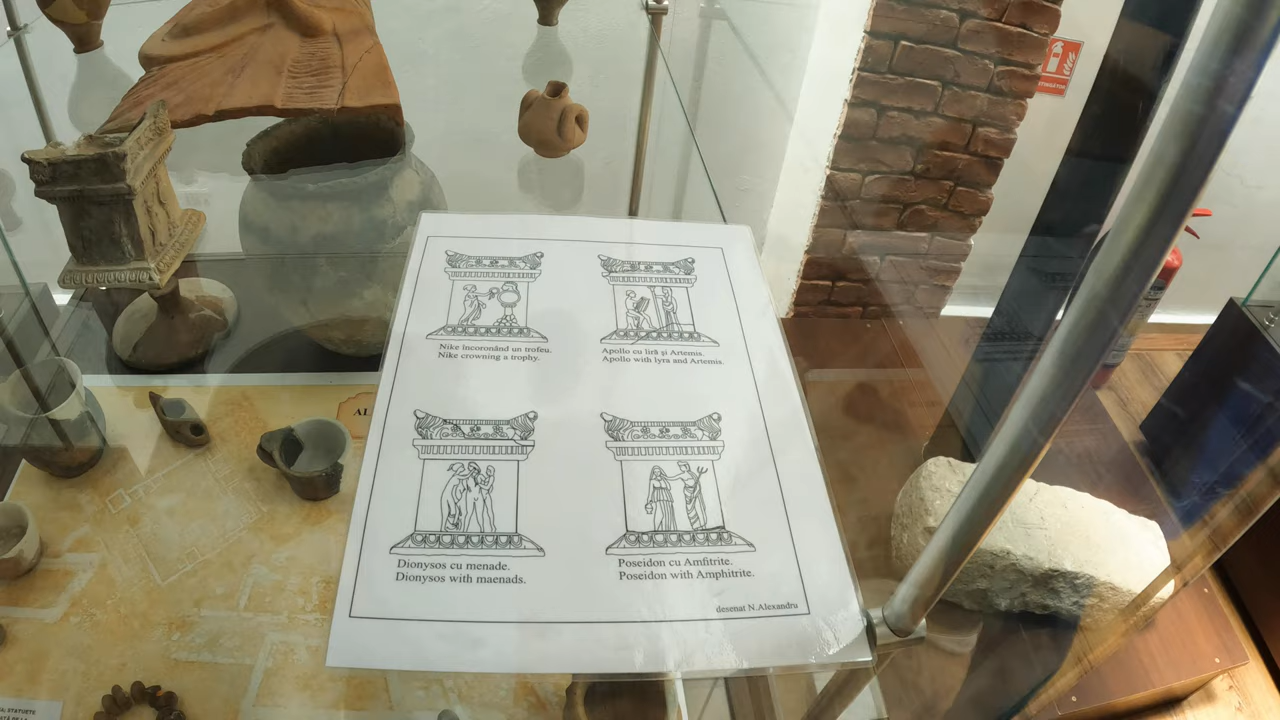 Nike încoronând un trofeu.
Nike crowning a trophy.
Apollo cu liră și Artemis.
Apollo with lyra and Artemis.
Dionysos cu menade.
Dionysos with maenads.
Poseidon cu Amfitrite.
Poseidon with Amphitrite.
desenat N.Alexandru
AL